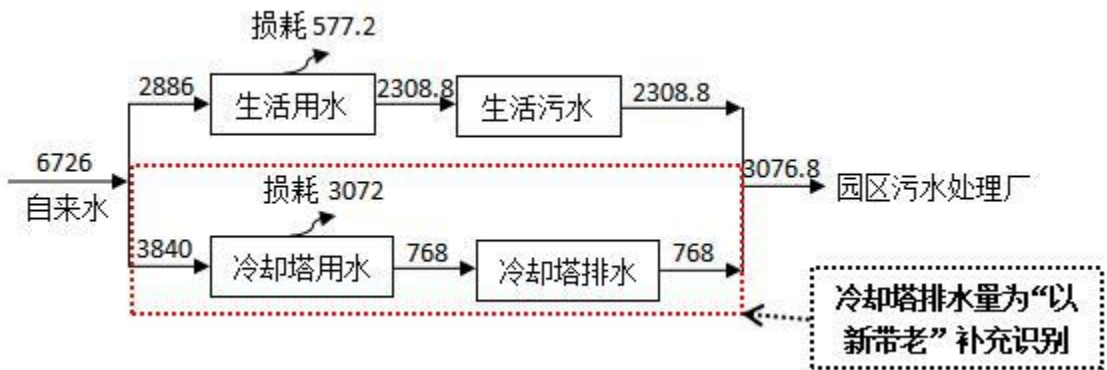 损耗 577.2
2886
生活用水
2308.8
生活污水
2308.8
6726
自来水
3076.8
园区污水处理厂
损耗 3072
3840
冷却塔用水
768
冷却塔排水
768
冷却塔排水量为“以
新带老”补充识别